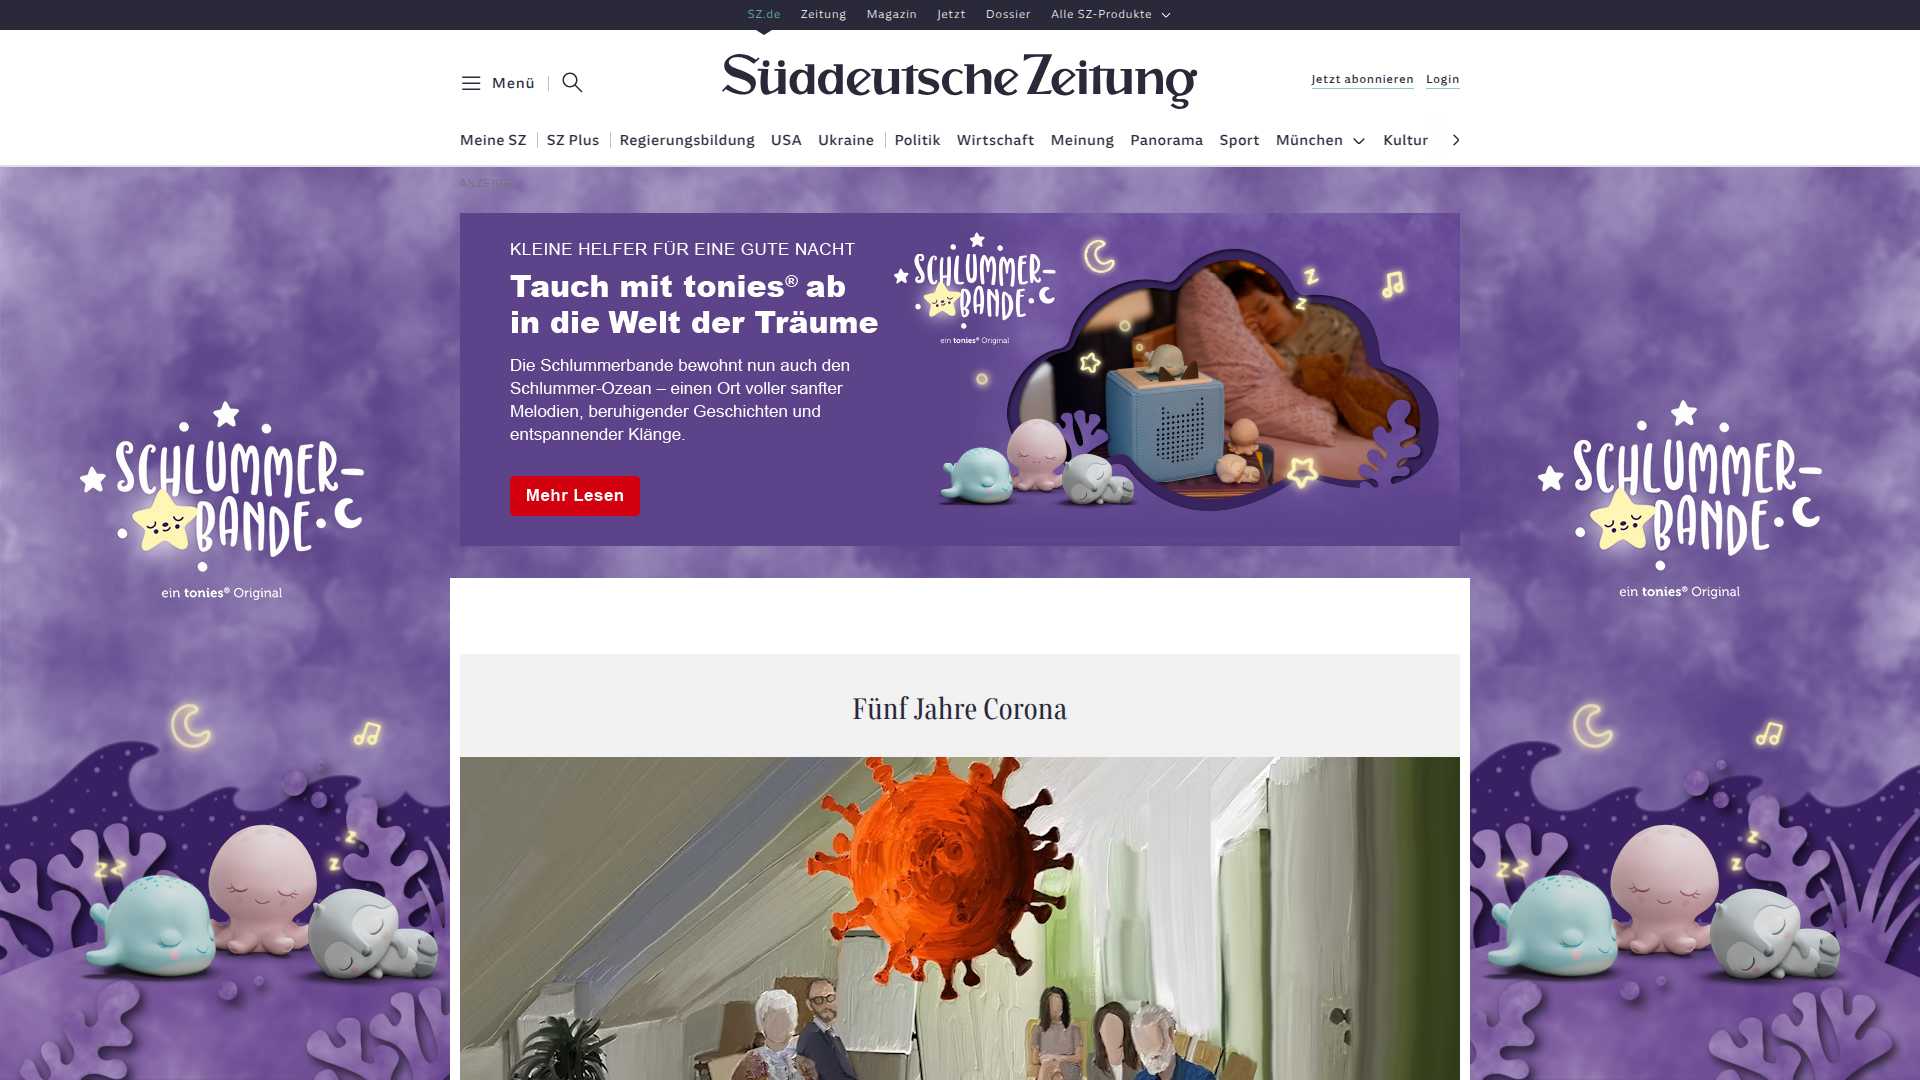 SZ.de Zeitung Magazin Jetzt Dossier Alle SZ-Produkte
Menü
Süddeutsche Zeitung
Jetzt abonnieren Login
Meine SZ SZ Plus Regierungsbildung USA Ukraine Politik Wirtschaft Meinung Panorama Sport München Kultur
ANZEIGE
KLEINE HELFER FÜR EINE GUTE NACHT
Tauch mit tonies® ab
in die Welt der Träume
Die Schlummerbande bewohnt nun auch den
Schlummer-Ozean – einen Ort voller sanfter
Melodien, beruhigender Geschichten und
entspannender Klänge.
Mehr Lesen
SCHLUMMER-
BANDE
ein tonies® Original
z
z
SCHLUMMER-
BANDE
ein tonies® Original
z
z
z z
SCHLUMMER-
BANDE
ein tonies® Original
z
z
z z
Fünf Jahre Corona